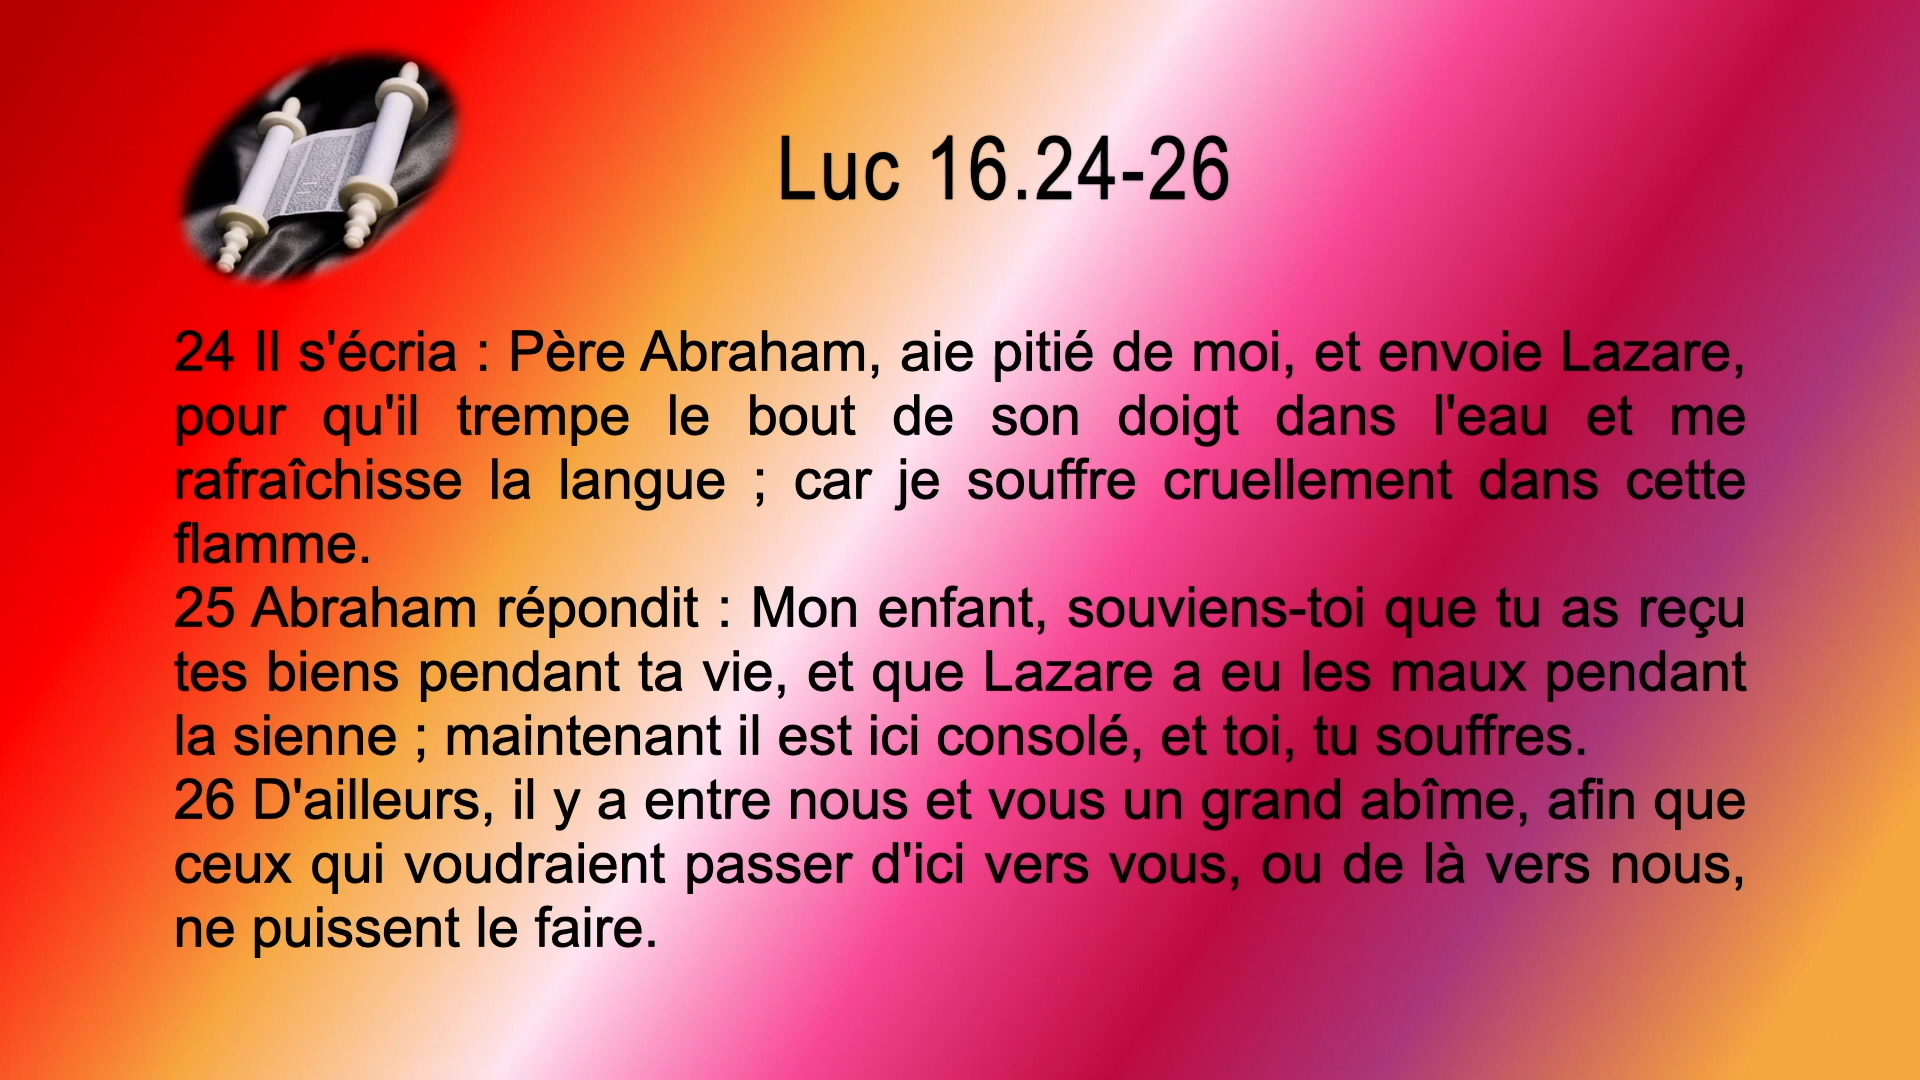 Luc 16.24-26
24 Il s'écria : Père Abraham, aie pitié de moi, et envoie Lazare,
pour qu'il trempe le bout de son doigt dans l'eau et me
rafraîchisse la langue ; car je souffre cruellement dans cette
flamme.
25 Abraham répondit : Mon enfant, souviens-toi que tu as reçu
tes biens pendant ta vie, et que Lazare a eu les maux pendant
la sienne ; maintenant il est ici consolé, et toi, tu souffres.
26 D'ailleurs, il y a entre nous et vous un grand abîme, afin que
ceux qui voudraient passer d'ici vers vous, ou de là vers nous,
ne puissent le faire.